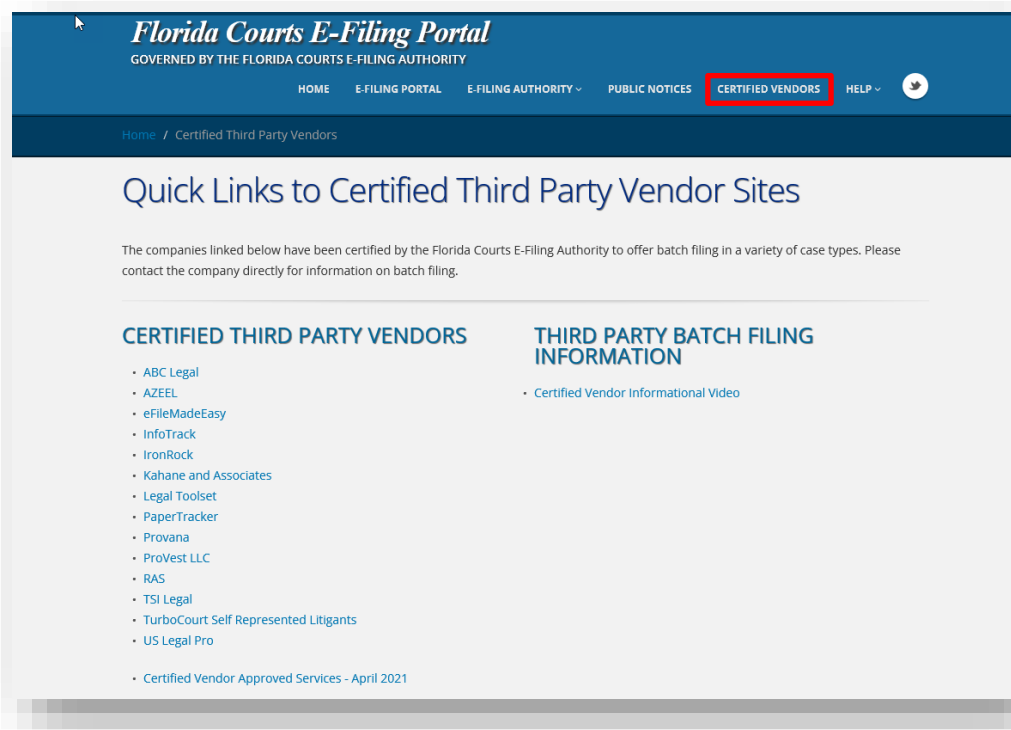 Florida Courts E-Filing Portal
GOVERNED BY THE FLORIDA COURTS E-FILING AUTHORITY
HOME E-FILING PORTAL E-FILING AUTHORITY PUBLIC NOTICES CERTIFIED VENDORS HELP
Home / Certified Third Party Vendors
Quick Links to Certified Third Party Vendor Sites
The companies linked below have been certified by the Florida Courts E-Filing Authority to offer batch filing in a variety of case types. Please
contact the company directly for information on batch filing.
CERTIFIED THIRD PARTY VENDORS
• ABC Legal
• AZEEL
• eFileMadeEasy
• InfoTrack
• IronRock
• Kahane and Associates
• Legal Toolset
• PaperTracker
• Provana
• ProVest LLC
• RAS
• TSI Legal
• TurboCourt Self Represented Litigants
• US Legal Pro
• Certified Vendor Approved Services - April 2021
THIRD PARTY BATCH FILING
INFORMATION
• Certified Vendor Informational Video